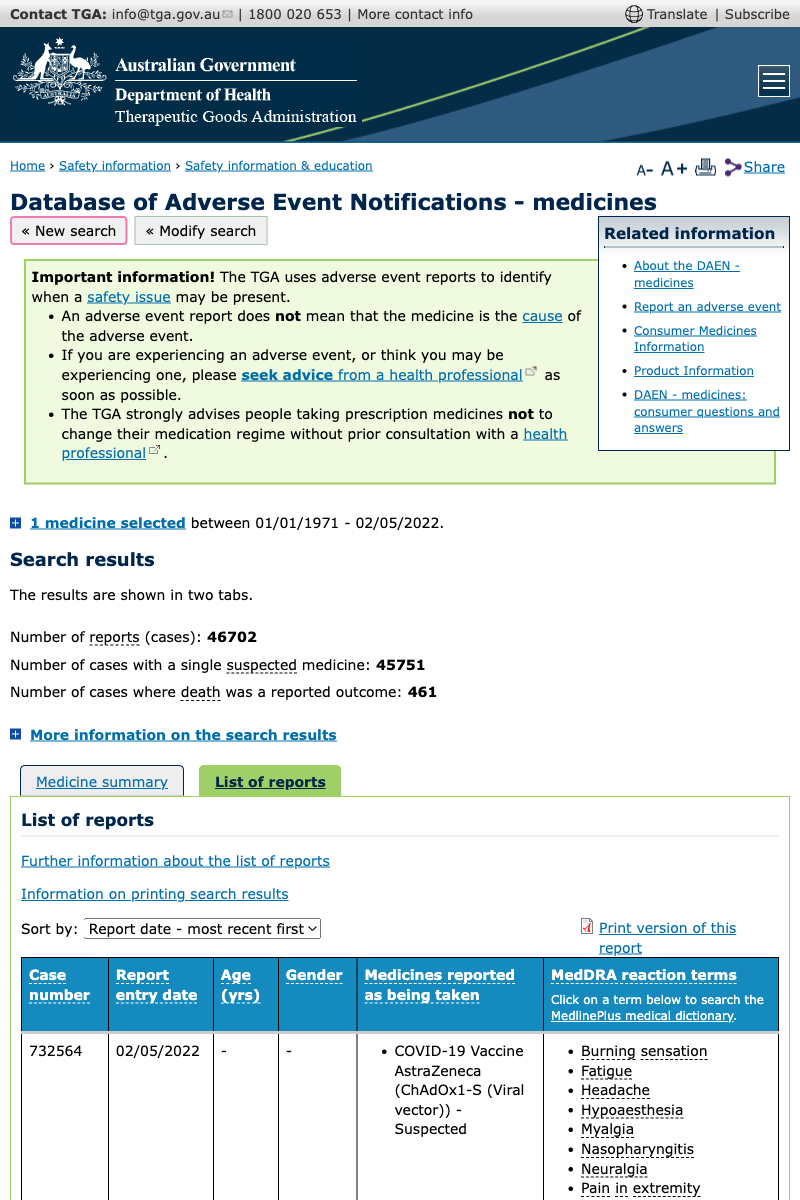 Contact TGA: info@tga.gov.au | 1800 020 653 | More contact info
Translate | Subscribe
Australian Government
Department of Health
Therapeutic Goods Administration
Home › Safety information › Safety information & education
A- A+ Share
Database of Adverse Event Notifications - medicines
« New search
« Modify search
Important information! The TGA uses adverse event reports to identify
when a safety issue may be present.
• An adverse event report does not mean that the medicine is the cause of
the adverse event.
• If you are experiencing an adverse event, or think you may be
experiencing one, please seek advice from a health professional as
soon as possible.
• The TGA strongly advises people taking prescription medicines not to
change their medication regime without prior consultation with a health
professional.
Related information
• About the DAEN -
medicines
• Report an adverse event
• Consumer Medicines
Information
• Product Information
• DAEN - medicines:
consumer questions and
answers
1 medicine selected between 01/01/1971 - 02/05/2022.
Search results
The results are shown in two tabs.
Number of reports (cases): 46702
Number of cases with a single suspected medicine: 45751
Number of cases where death was a reported outcome: 461
More information on the search results
Medicine summary
List of reports
List of reports
Further information about the list of reports
Information on printing search results
Sort by: Report date - most recent first
Print version of this
report
Case
number
Report
entry date
Age
(yrs)
Gender
Medicines reported
as being taken
MedDRA reaction terms
Click on a term below to search the
MedlinePlus medical dictionary.
732564
02/05/2022
-
-
• COVID-19 Vaccine
AstraZeneca
(ChAdOx1-S (Viral
vector)) -
Suspected
• Burning sensation
• Fatigue
• Headache
• Hypoaesthesia
• Myalgia
• Nasopharyngitis
• Neuralgia
• Pain in extremity